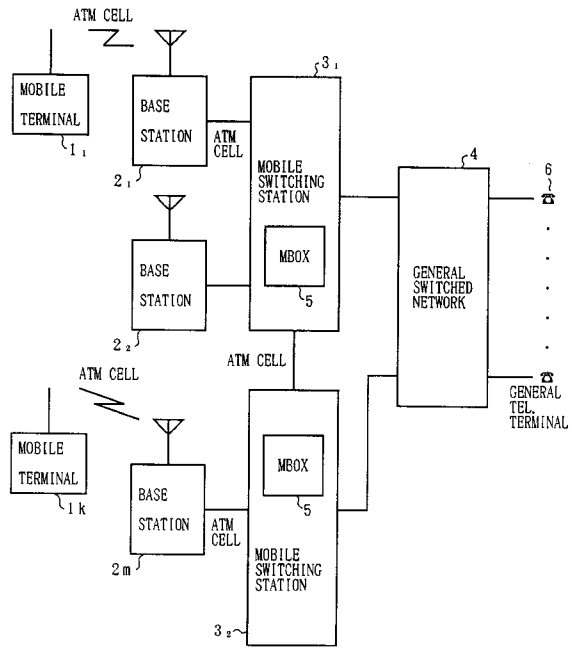 ATM CELL
MOBILE
TERMINAL
1₁
BASE
STATION
2₁
ATM
CELL
3₁
MOBILE
SWITCHING
STATION
MBOX
5
BASE
STATION
2₂
4
GENERAL
SWITCHED
NETWORK
6
GENERAL
TEL.
TERMINAL
ATM CELL
ATM CELL
MOBILE
TERMINAL
1k
BASE
STATION
2m
ATM
CELL
MBOX
5
MOBILE
SWITCHING
STATION
3₂